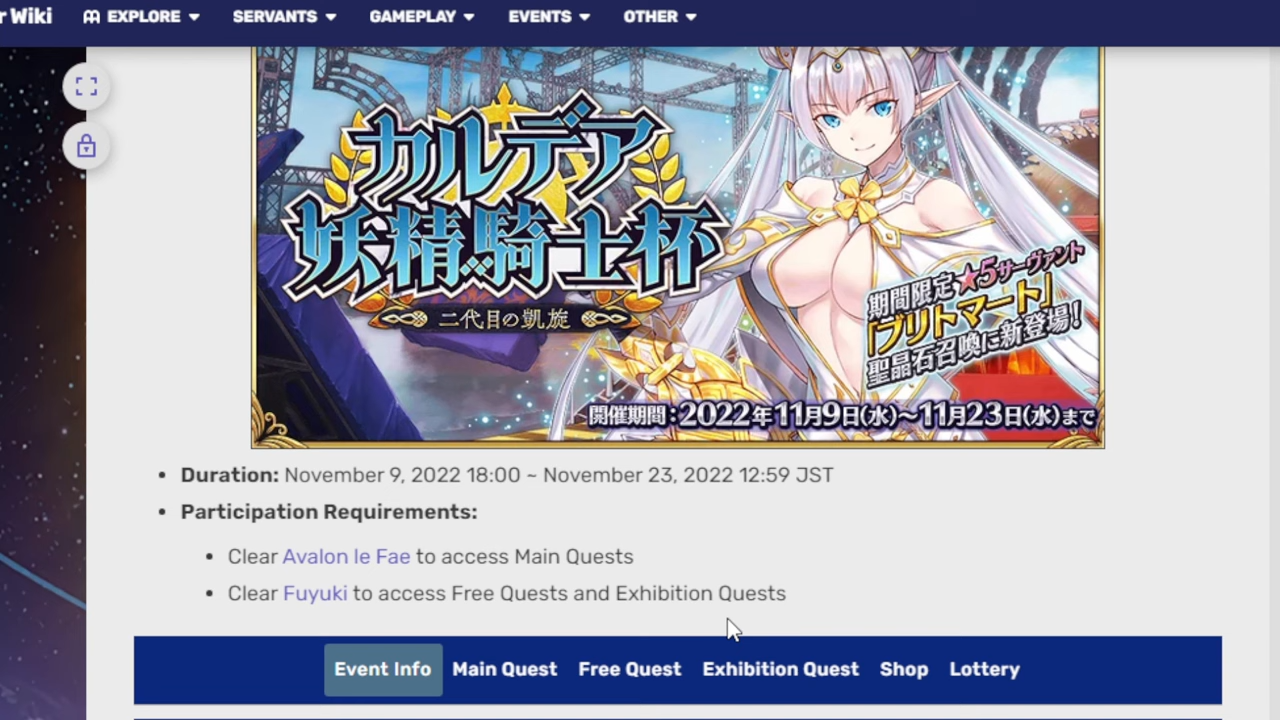 r Wiki EXPLORE SERVANTS GAMEPLAY EVENTS OTHER
カルデア
妖精騎士杯
二代目の凱旋
期間限定★5サーヴァント
「ブリトマート」
聖晶石召喚に新登場!
開催期間:2022年11月9日(水)~11月23日(水)まで
Duration: November 9, 2022 18:00 ~ November 23, 2022 12:59 JST
Participation Requirements:
Clear Avalon le Fae to access Main Quests
Clear Fuyuki to access Free Quests and Exhibition Quests
Event Info Main Quest Free Quest Exhibition Quest Shop Lottery